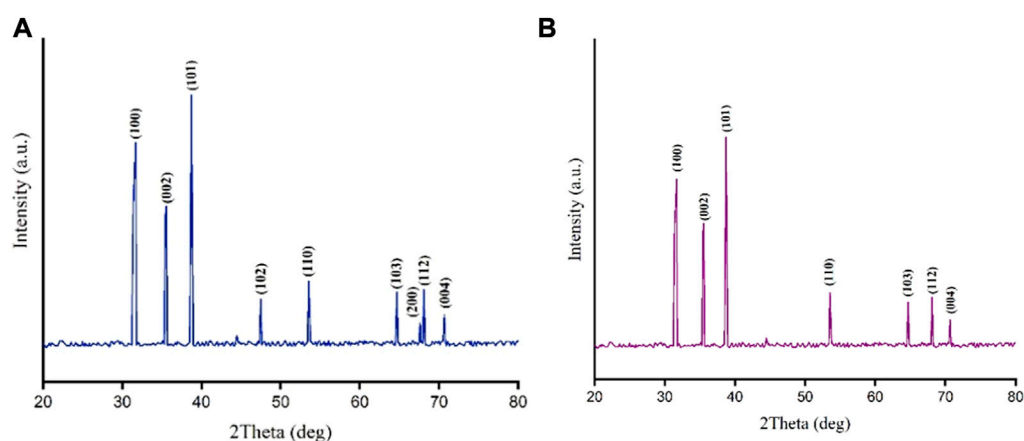 A
Intensity (a.u.)
(100)
(002)
(101)
(102)
(110)
(103)
(200)
(112)
(004)
20 30 40 50 60 70 80
2Theta (deg)
B
Intensity (a.u.)
(100)
(002)
(101)
(110)
(103)
(112)
(004)
20 30 40 50 60 70 80
2Theta (deg)